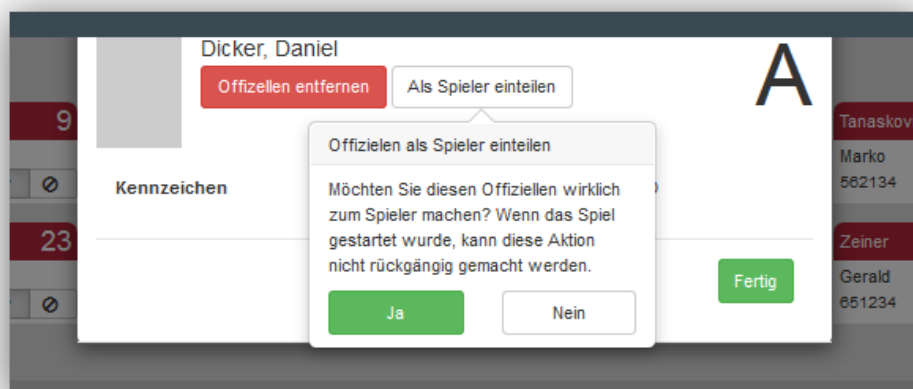 Dicker, Daniel
Offizellen entfernen
Als Spieler einteilen
A
9
Tanaskov
Offizielen als Spieler einteilen
Marko
562134
Kennzeichen
Möchten Sie diesen Offiziellen wirklich
zum Spieler machen? Wenn das Spiel
gestartet wurde, kann diese Aktion
nicht rückgängig gemacht werden.
23
Zeiner
Gerald
651234
Fertig
Ja
Nein